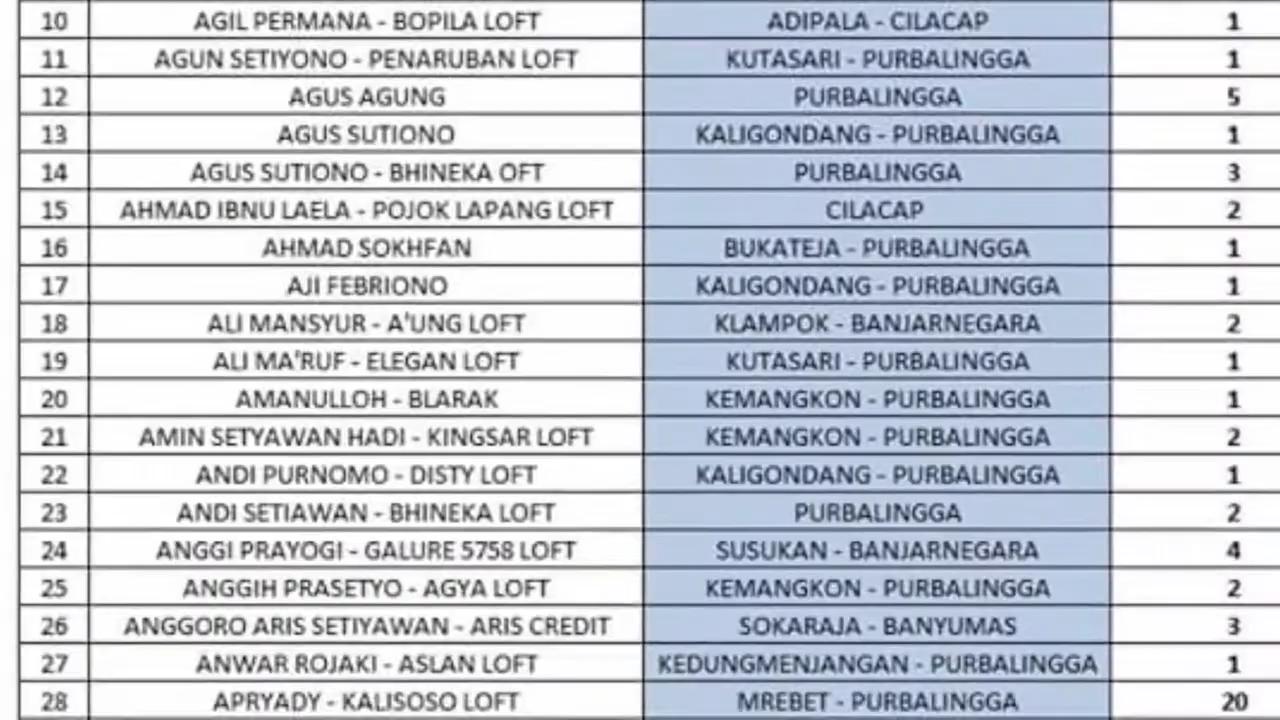 10 AGIL PERMANA - BOPILA LOFT ADIPALA - CILACAP 1
11 AGUN SETIYONO - PENARUBAN LOFT KUTASARI - PURBALINGGA 1
12 AGUS AGUNG PURBALINGGA 5
13 AGUS SUTIONO KALIGONDANG - PURBALINGGA 1
14 AGUS SUTIONO - BHINEKA OFT PURBALINGGA 3
15 AHMAD IBNU LAELA - POJOK LAPANG LOFT CILACAP 2
16 AHMAD SOKHFAN BUKATEJA - PURBALINGGA 1
17 AJI FEBRIONO KALIGONDANG - PURBALINGGA 1
18 ALI MANSYUR - A'UNG LOFT KLAMPOK - BANJARNEGARA 2
19 ALI MA'RUF - ELEGAN LOFT KUTASARI - PURBALINGGA 1
20 AMANULLOH - BLARAK KEMANGKON - PURBALINGGA 1
21 AMIN SETYAWAN HADI - KINGSAR LOFT KEMANGKON - PURBALINGGA 2
22 ANDI PURNOMO - DISTY LOFT KALIGONDANG - PURBALINGGA 1
23 ANDI SETIAWAN - BHINEKA LOFT PURBALINGGA 2
24 ANGGI PRAYOGI - GALURE 5758 LOFT SUSUKAN - BANJARNEGARA 4
25 ANGGIH PRASETYO - AGYA LOFT KEMANGKON - PURBALINGGA 2
26 ANGGORO ARIS SETIYAWAN - ARIS CREDIT SOKARAJA - BANYUMAS 3
27 ANWAR ROJAKI - ASLAN LOFT KEDUNGMENJANGAN - PURBALINGGA 1
28 APRYADY - KALISOSO LOFT MREBET - PURBALINGGA 20